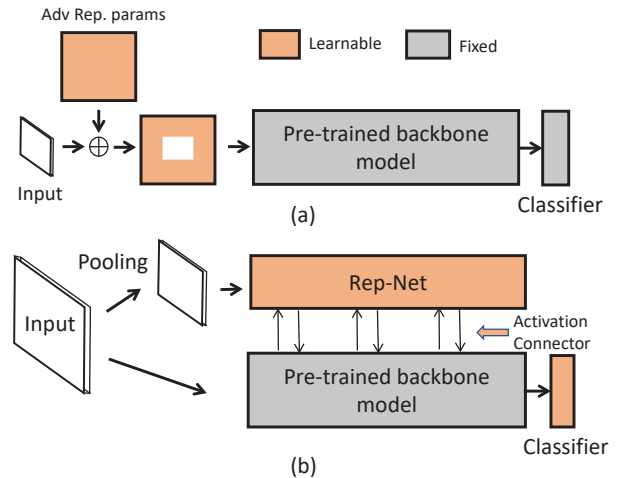 Adv Rep. params
Learnable
Fixed
Pre-trained backbone
model
Input
Classifier
(a)
Pooling
Input
Rep-Net
Activation
Connector
Pre-trained backbone
model
Classifier
(b)